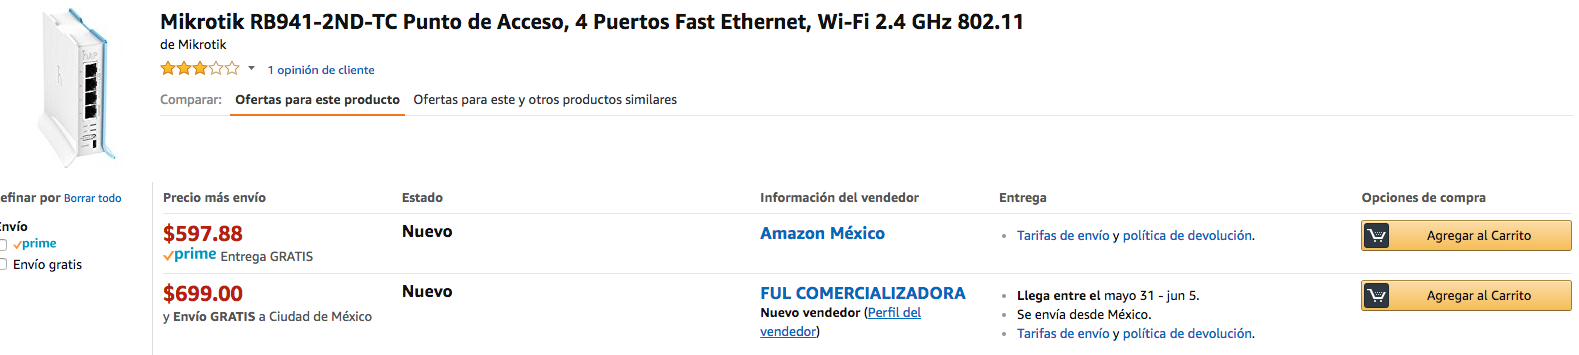 Mikrotik RB941-2ND-TC Punto de Acceso, 4 Puertos Fast Ethernet, Wi-Fi 2.4 GHz 802.11
de Mikrotik
1 opinión de cliente
Comparar: Ofertas para este producto Ofertas para este y otros productos similares
efinar por Borrar todo
Precio más envío Estado Información del vendedor Entrega Opciones de compra
nvío
prime
Envío gratis
$597.88 Nuevo Amazon México Tarifas de envío y política de devolución. Agregar al Carrito
prime Entrega GRATIS
$699.00 Nuevo FUL COMERCIALIZADORA Llega entre el mayo 31 - jun 5. Agregar al Carrito
y Envío GRATIS a Ciudad de México Nuevo vendedor (Perfil del Se envía desde México.
vendedor) Tarifas de envío y política de devolución.